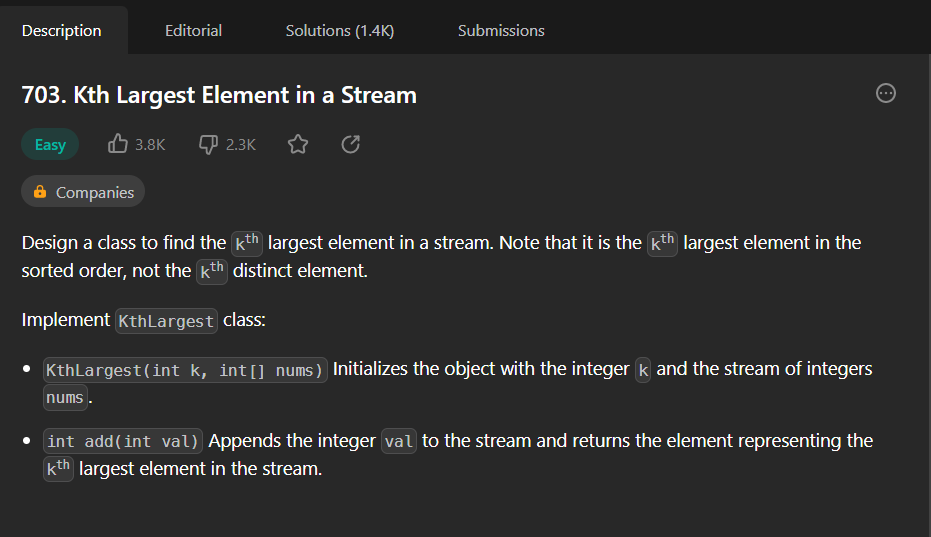 Description Editorial Solutions (1.4K) Submissions
703. Kth Largest Element in a Stream
Easy 3.8K 2.3K
Companies
Design a class to find the kth largest element in a stream. Note that it is the kth largest element in the
sorted order, not the kth distinct element.
Implement KthLargest class:
• KthLargest(int k, int[] nums) Initializes the object with the integer k and the stream of integers
nums.
• int add(int val) Appends the integer val to the stream and returns the element representing the
kth largest element in the stream.